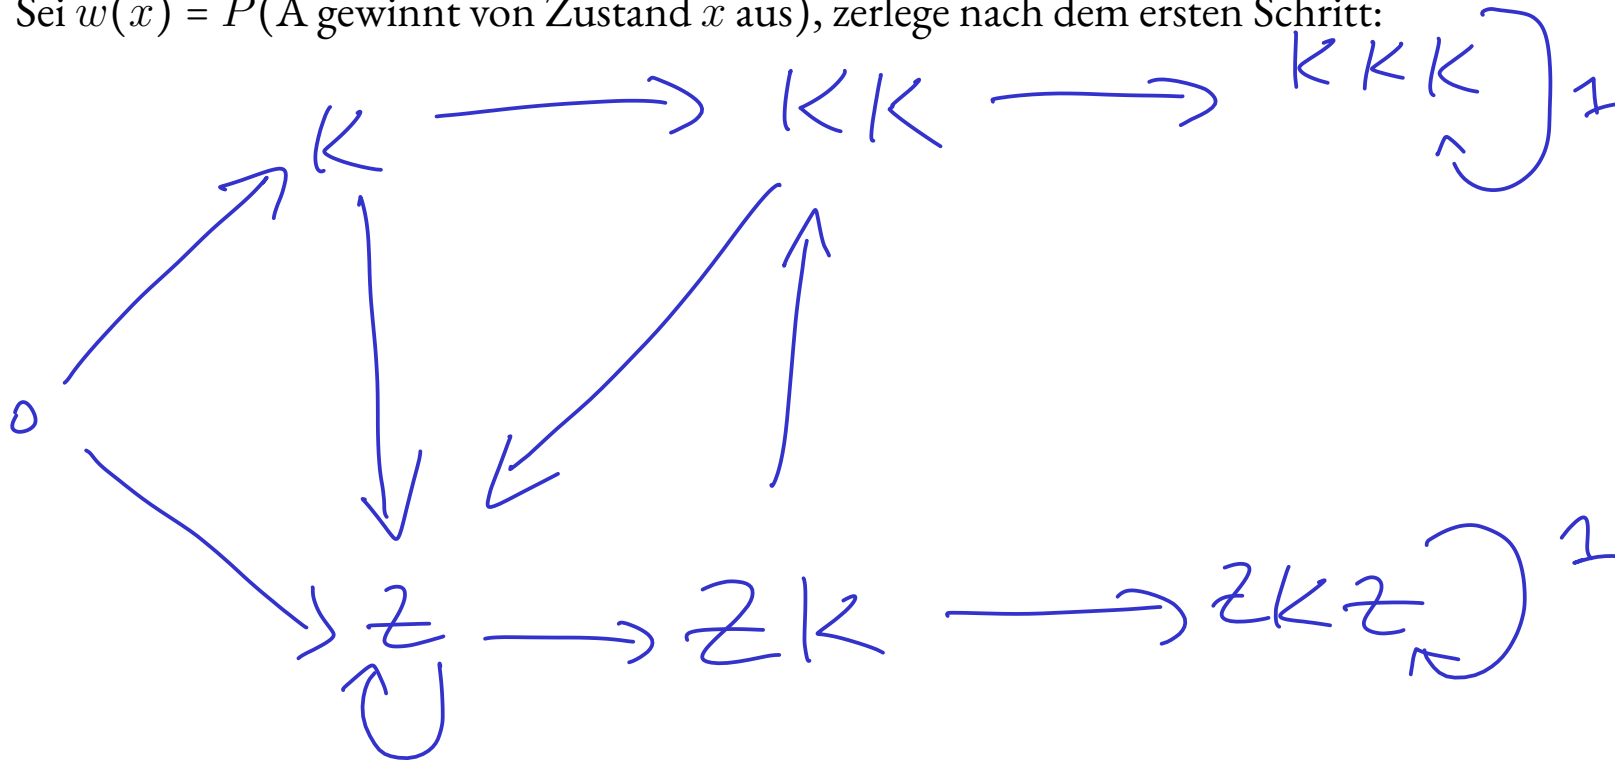 Sei w(x) = P(A gewinnt von Zustand x aus), zerlege nach dem ersten Schritt:
K KK KKK 1
0
Z ZK ZKZ 1